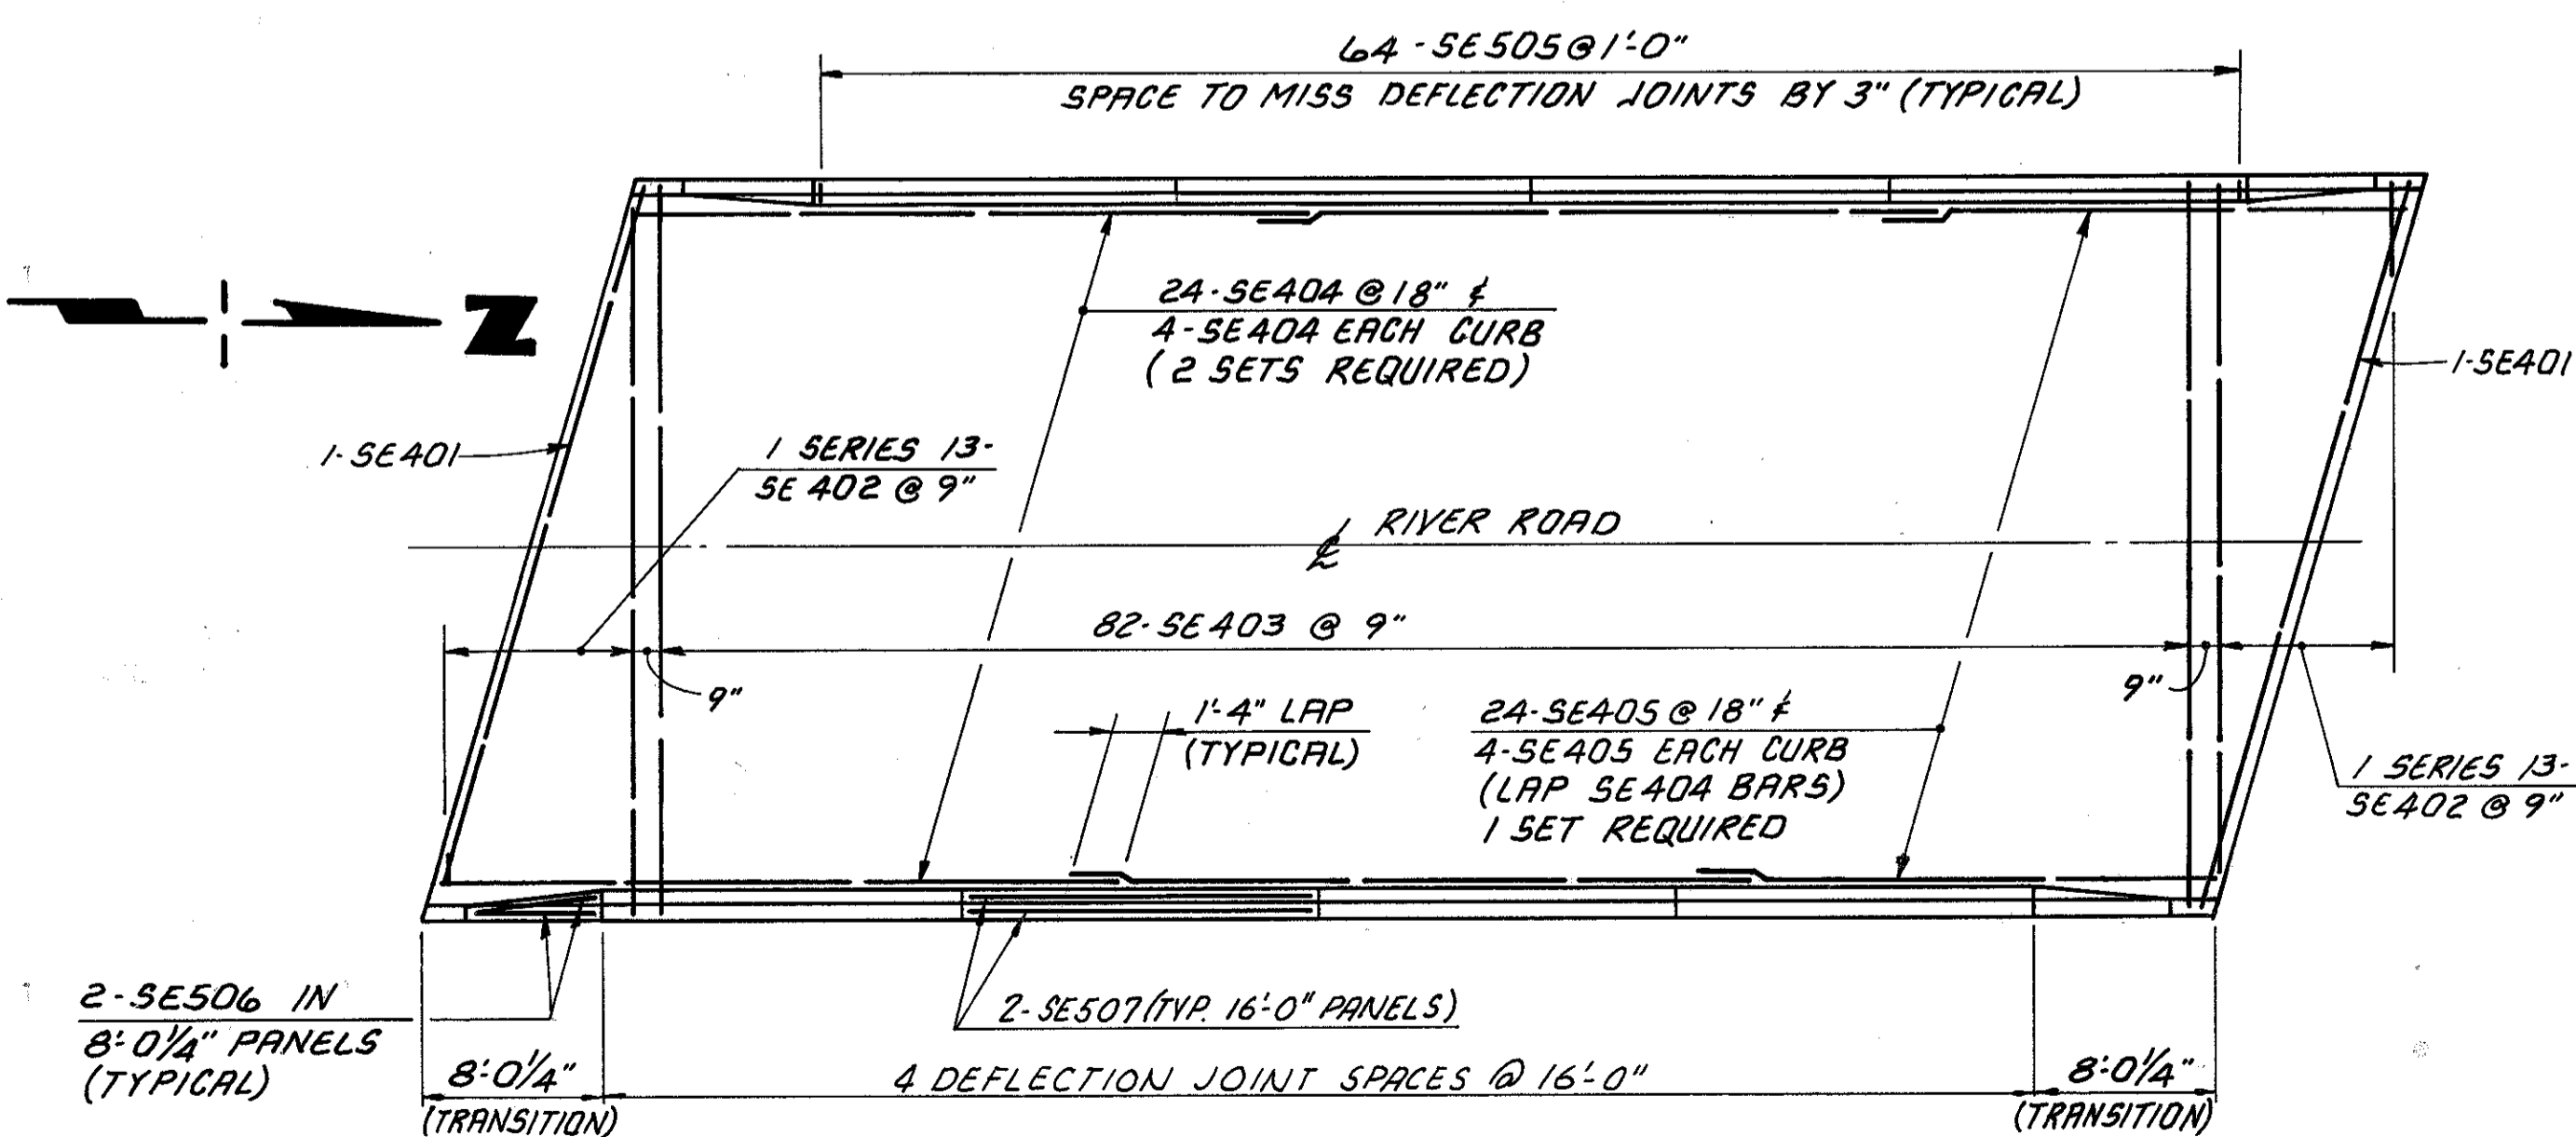 64-SE505@1'-0"
SPACE TO MISS DEFLECTION JOINTS BY 3" (TYPICAL)
24-SE404 @ 18" &
4-SE404 EACH CURB
(2 SETS REQUIRED)
N
1-SE401
1-SE401
1 SERIES 13-
SE 402 @ 9"
℄ RIVER ROAD
82-SE403 @ 9"
9"
9"
1'-4" LAP
(TYPICAL)
24-SE405 @ 18" &
4-SE405 EACH CURB
(LAP SE404 BARS)
1 SET REQUIRED
1 SERIES 13-
SE402 @ 9"
2-SE506 IN
8'-0¼" PANELS
(TYPICAL)
2-SE507 (TYP. 16'-0" PANELS)
8'-0¼"
(TRANSITION)
4 DEFLECTION JOINT SPACES @ 16'-0"
8'-0¼"
(TRANSITION)